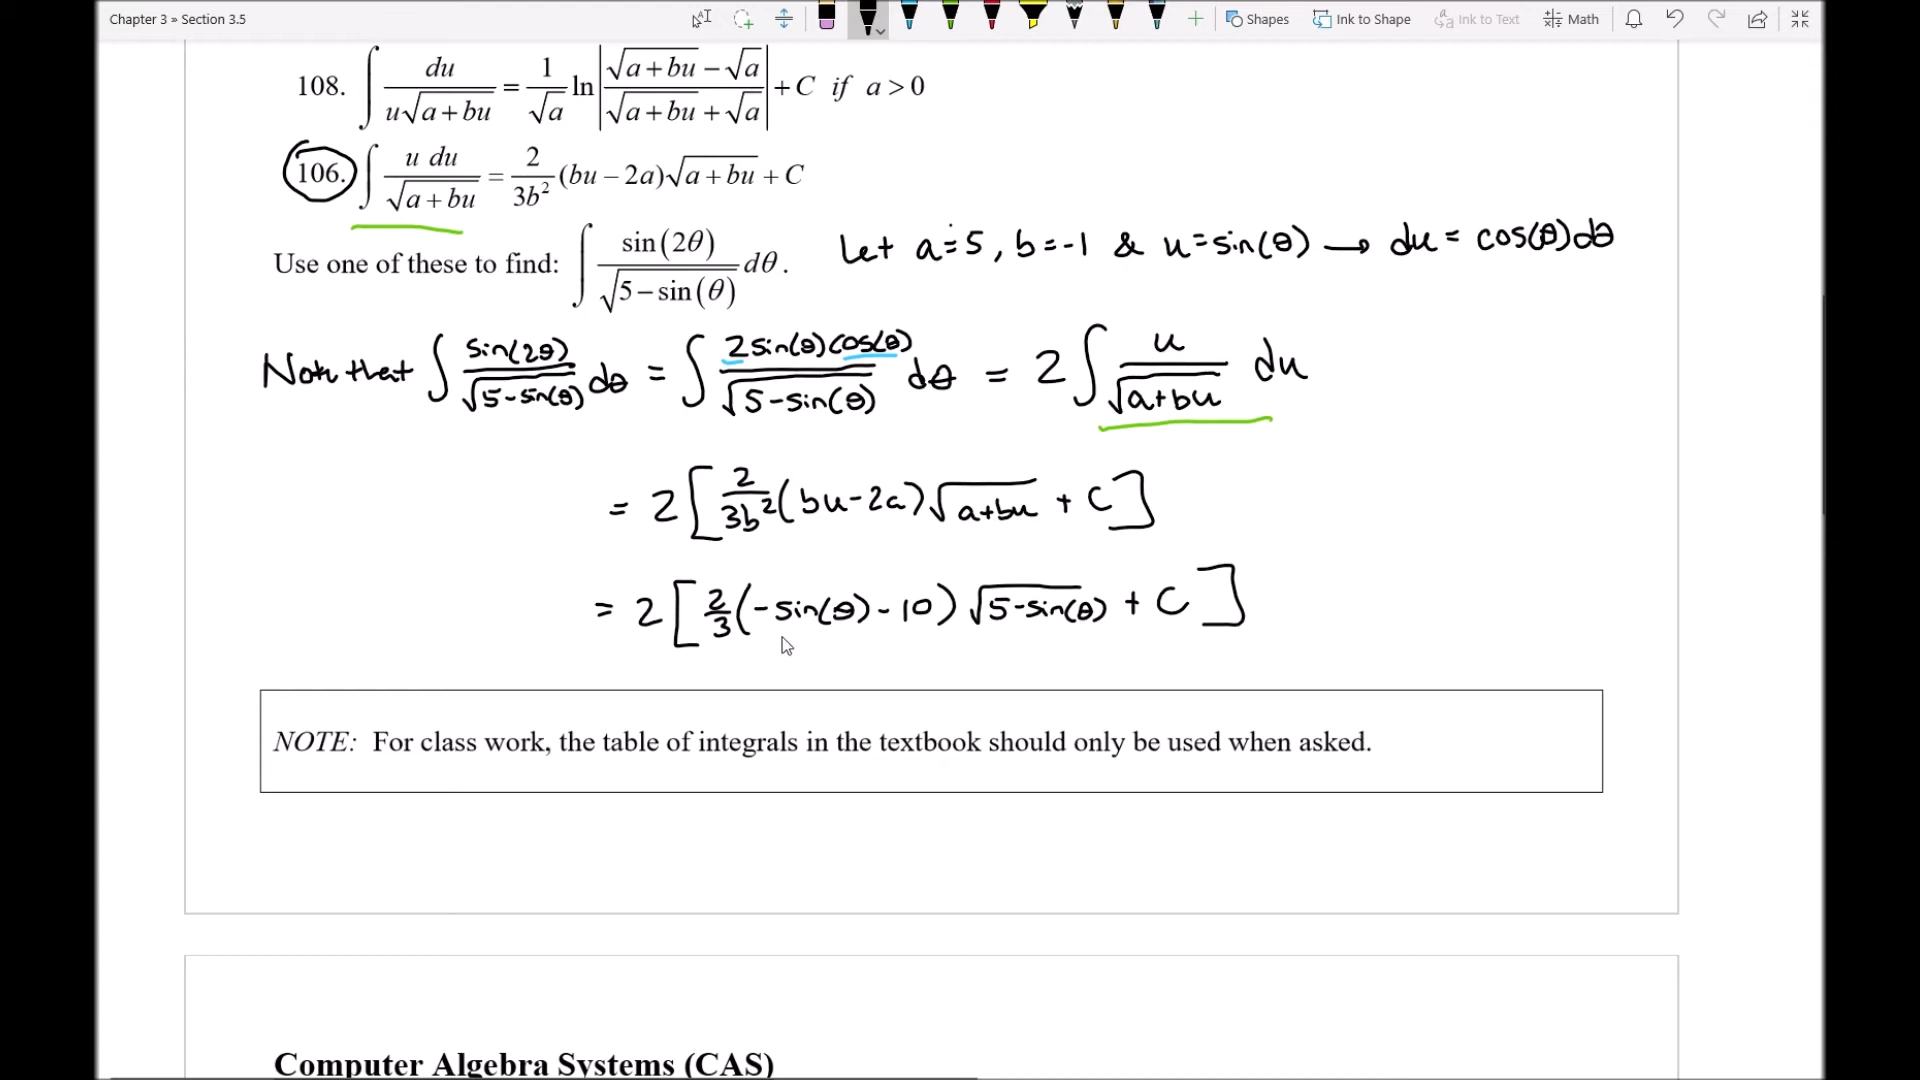 Chapter 3 » Section 3.5 Shapes Ink to Shape Ink to Text Math
108. ∫ du / (u√(a + bu)) = 1/√a ln |(√(a + bu) − √a) / (√(a + bu) + √a)| + C if a > 0
106. ∫ u du / √(a + bu) = 2/(3b²) (bu − 2a)√(a + bu) + C
Use one of these to find: ∫ sin(2θ) / √(5 − sin(θ)) dθ. Let a = 5, b = -1 & u = sin(θ) → du = cos(θ)dθ
Note that ∫ sin(2θ) / √(5-sin(θ)) dθ = ∫ 2sin(θ)cos(θ) / √(5-sin(θ)) dθ = 2 ∫ u / √(a+bu) du
= 2 [ 2/(3b²) (bu-2a) √(a+bu) + C ]
= 2 [ 2/3 (-sin(θ) - 10) √(5-sin(θ)) + C ]
NOTE: For class work, the table of integrals in the textbook should only be used when asked.
Computer Algebra Systems (CAS)